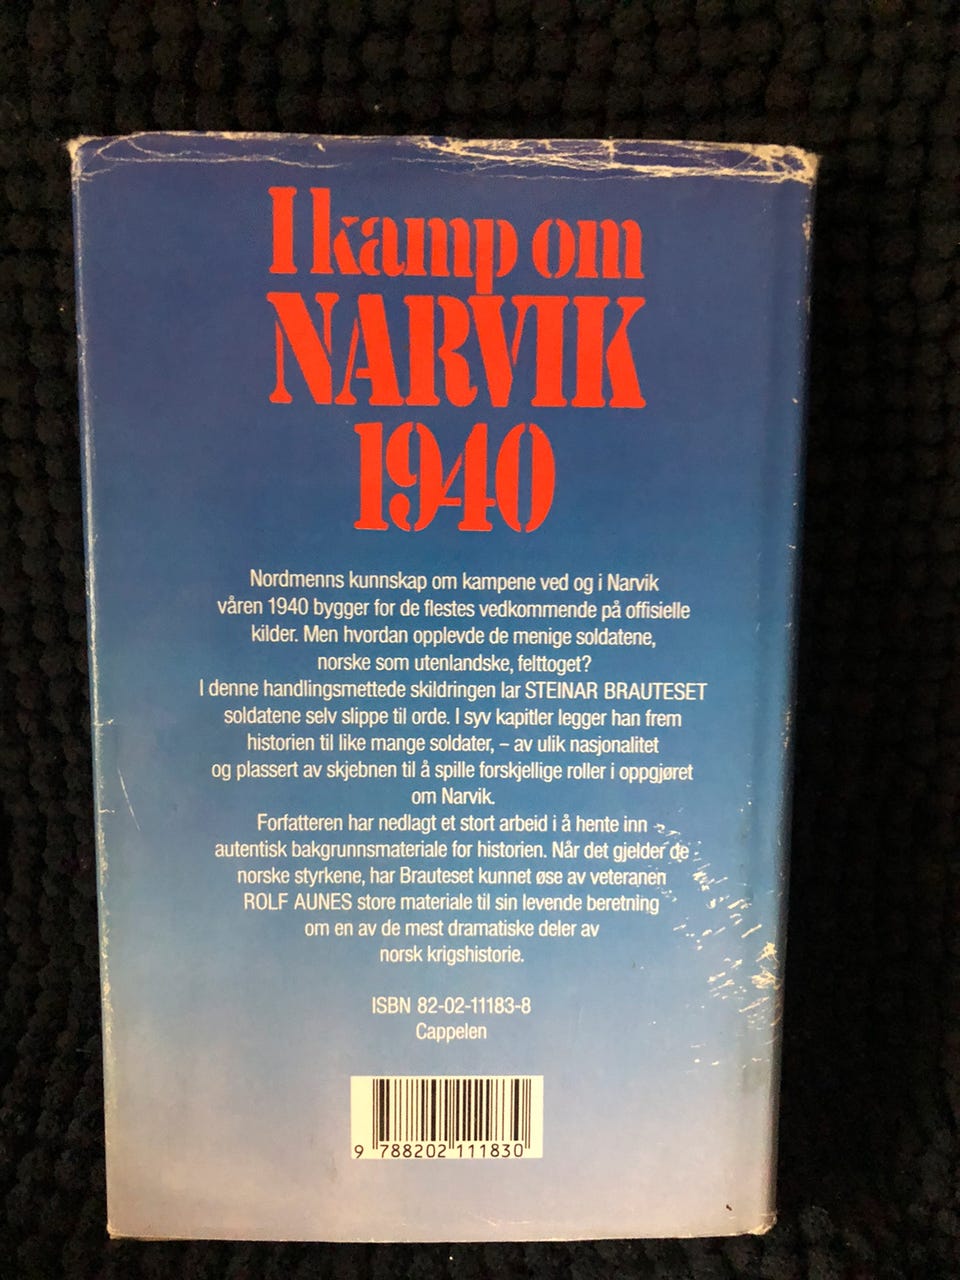 I kamp om
NARVIK
1940
Nordmenns kunnskap om kampene ved og i Narvik
våren 1940 bygger for de flestes vedkommende på offisielle
kilder. Men hvordan opplevde de menige soldatene,
norske som utenlandske, felttoget?
I denne handlingsmettede skildringen lar STEINAR BRAUTESET
soldatene selv slippe til orde. I syv kapitler legger han frem
historien til like mange soldater, – av ulik nasjonalitet
og plassert av skjebnen til å spille forskjellige roller i oppgjøret
om Narvik.
Forfatteren har nedlagt et stort arbeid i å hente inn
autentisk bakgrunnsmateriale for historien. Når det gjelder de
norske styrkene, har Brauteset kunnet øse av veteranen
ROLF AUNES store materiale til sin levende beretning
om en av de mest dramatiske deler av
norsk krigshistorie.
ISBN 82-02-11183-8
Cappelen
9 788202 111830